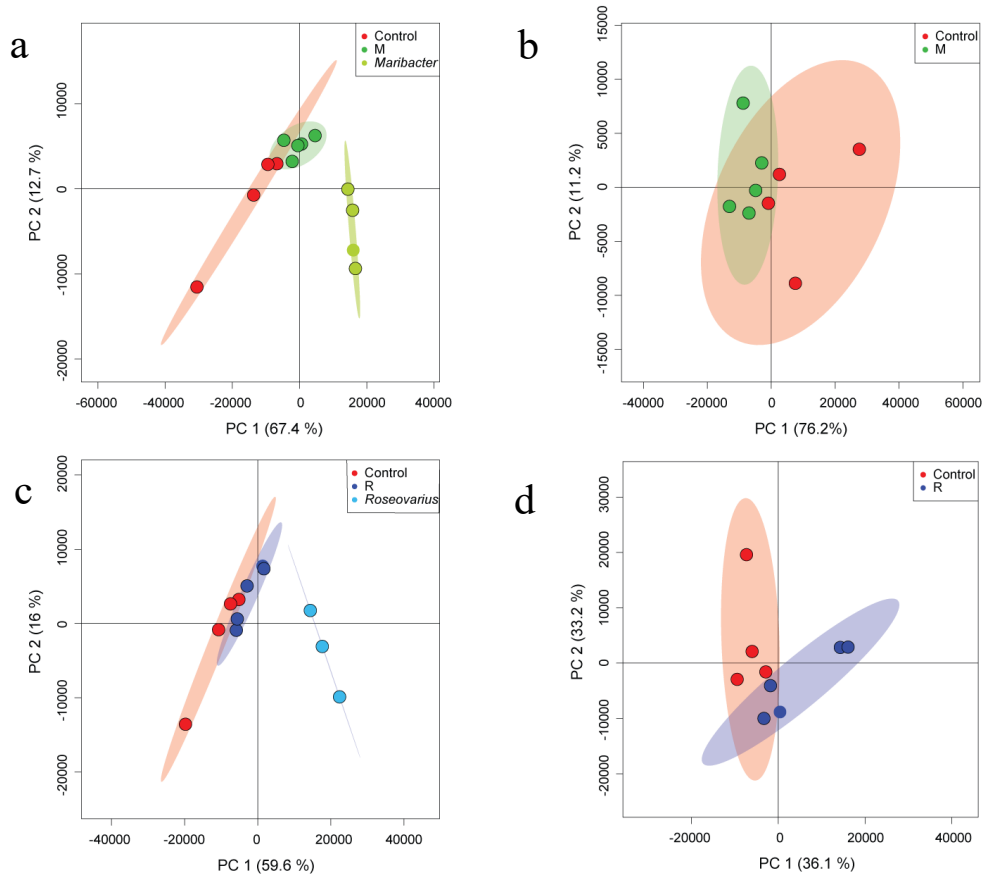 a
Control
M
Maribacter
10000
0
-10000
-20000
PC 2 (12.7 %)
-60000 -40000 -20000 0 20000 40000
PC 1 (67.4 %)
b
Control
M
15000
10000
5000
0
-5000
-10000
-15000
PC 2 (11.2 %)
-40000 -20000 0 20000 40000 60000
PC 1 (76.2%)
c
Control
R
Roseovarius
20000
10000
0
-10000
-20000
PC 2 (16 %)
-40000 -20000 0 20000 40000
PC 1 (59.6 %)
d
Control
R
30000
20000
10000
0
-10000
-20000
PC 2 (33.2 %)
-20000 0 20000 40000
PC 1 (36.1 %)